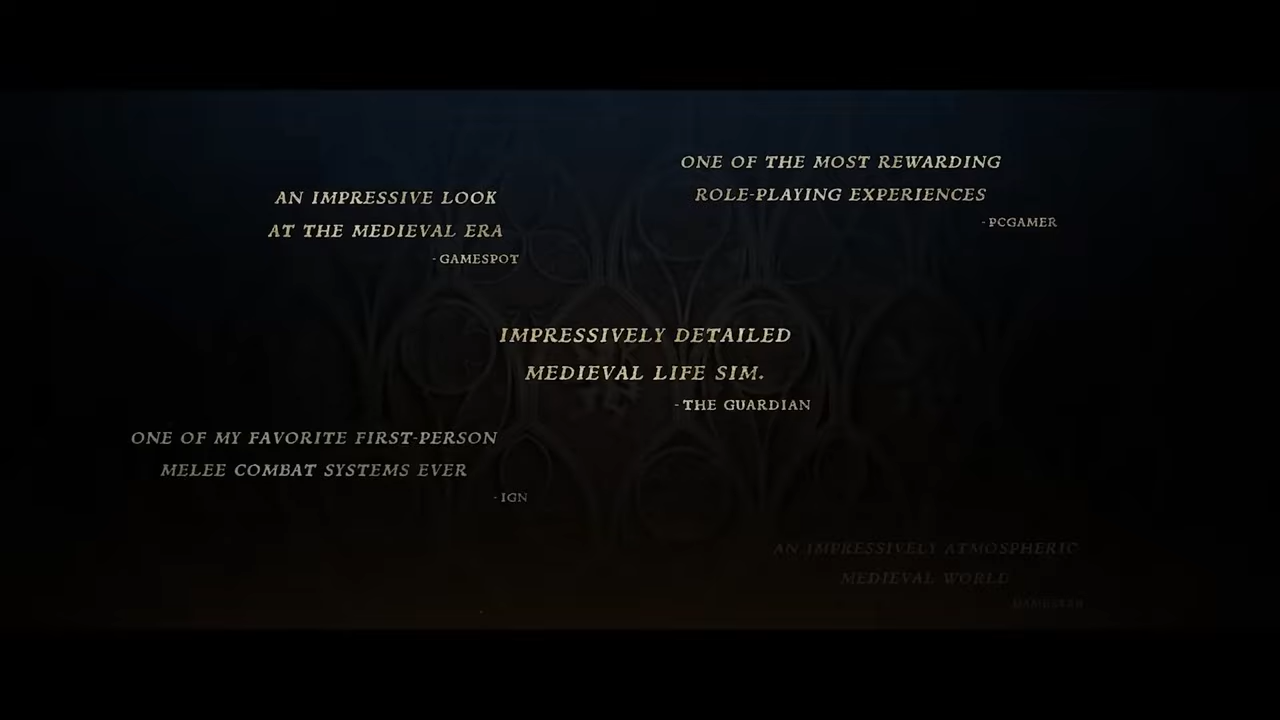 ONE OF THE MOST REWARDING
ROLE-PLAYING EXPERIENCES
- PCGAMER
AN IMPRESSIVE LOOK
AT THE MEDIEVAL ERA
- GAMESPOT
IMPRESSIVELY DETAILED
MEDIEVAL LIFE SIM.
- THE GUARDIAN
ONE OF MY FAVORITE FIRST-PERSON
MELEE COMBAT SYSTEMS EVER
- IGN
AN IMPRESSIVELY ATMOSPHERIC
MEDIEVAL WORLD